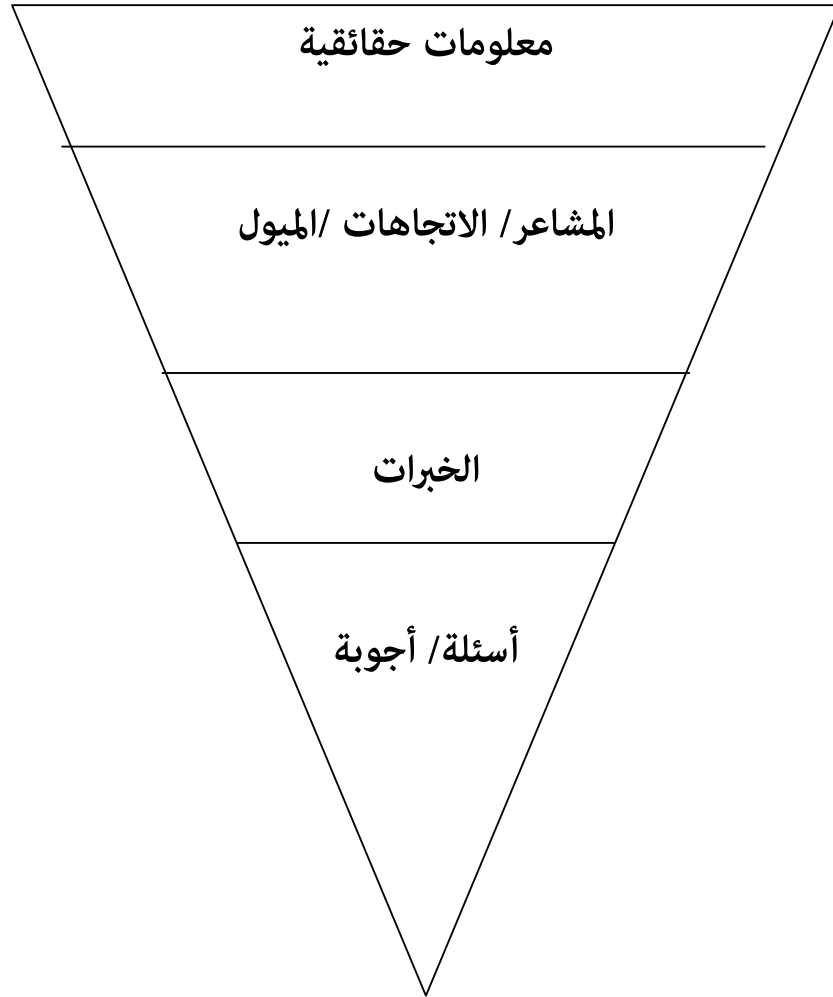 معلومات حقائقية
المشاعر/ الاتجاهات /الميول
الخبرات
أسئلة/ أجوبة